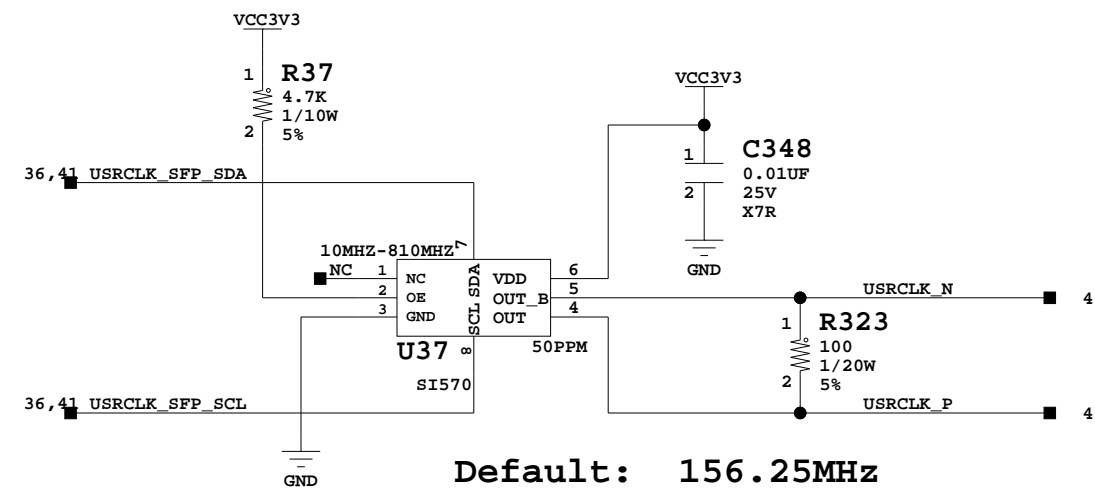 VCC3V3
1 R37
4.7K
1/10W
2 5%
VCC3V3
1 C348
0.01UF
2 25V
X7R
GND
36,41 USRCLK_SFP_SDA
10MHZ-810MHZ 7
NC 1 NC SDA VDD 6
2 OE OUT_B 5 USRCLK_N 4
3 GND SCL OUT 4
U37 8 50PPM
SI570
1 R323
100
1/20W
2 5%
36,41 USRCLK_SFP_SCL
USRCLK_P 4
GND
Default: 156.25MHz